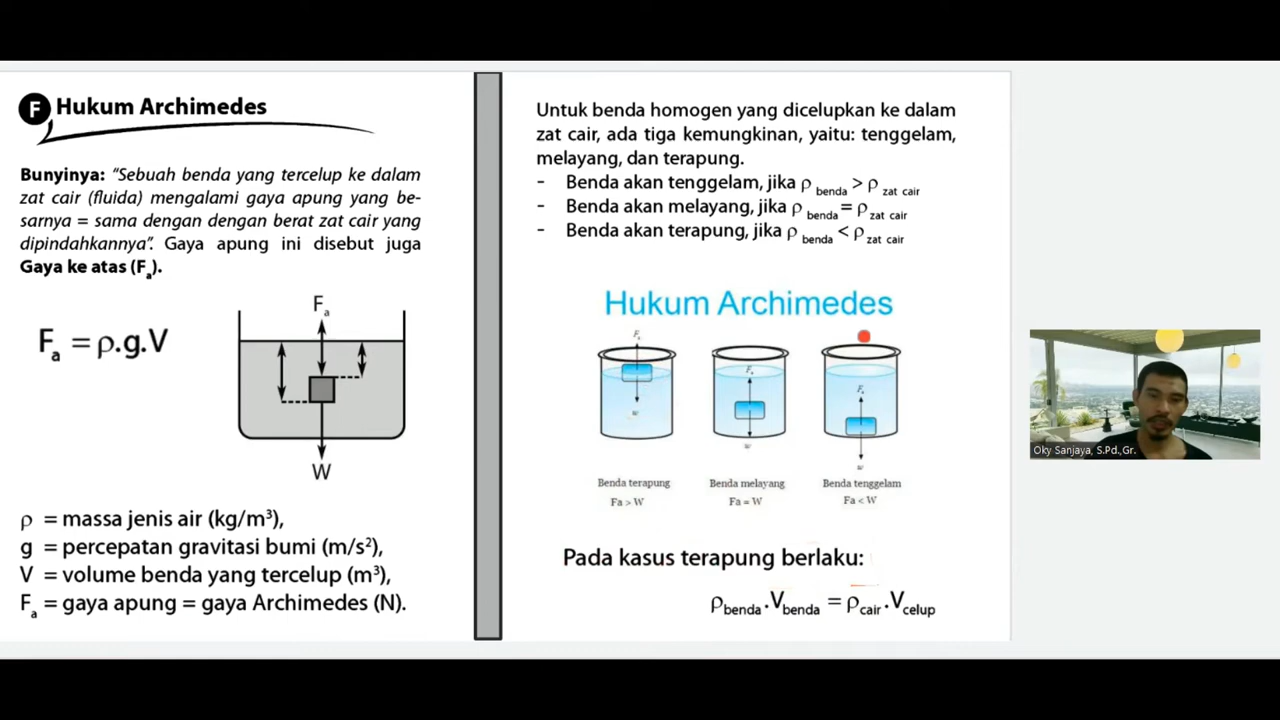 F Hukum Archimedes
Bunyinya: "Sebuah benda yang tercelup ke dalam
zat cair (fluida) mengalami gaya apung yang be-
sarnya = sama dengan dengan berat zat cair yang
dipindahkannya". Gaya apung ini disebut juga
Gaya ke atas (Fa).
Fa = ρ.g.V
Fa
W
ρ = massa jenis air (kg/m³),
g = percepatan gravitasi bumi (m/s²),
V = volume benda yang tercelup (m³),
Fa = gaya apung = gaya Archimedes (N).
Untuk benda homogen yang dicelupkan ke dalam
zat cair, ada tiga kemungkinan, yaitu: tenggelam,
melayang, dan terapung.
- Benda akan tenggelam, jika ρ benda > ρ zat cair
- Benda akan melayang, jika ρ benda = ρ zat cair
- Benda akan terapung, jika ρ benda < ρ zat cair
Hukum Archimedes
Fa
w
Fa
w
Fa
w
Benda terapung
Fa > W
Benda melayang
Fa = W
Benda tenggelam
Fa < W
Pada kasus terapung berlaku:
ρbenda.Vbenda = ρcair.Vcelup
Oky Sanjaya, S.Pd.,Gr.